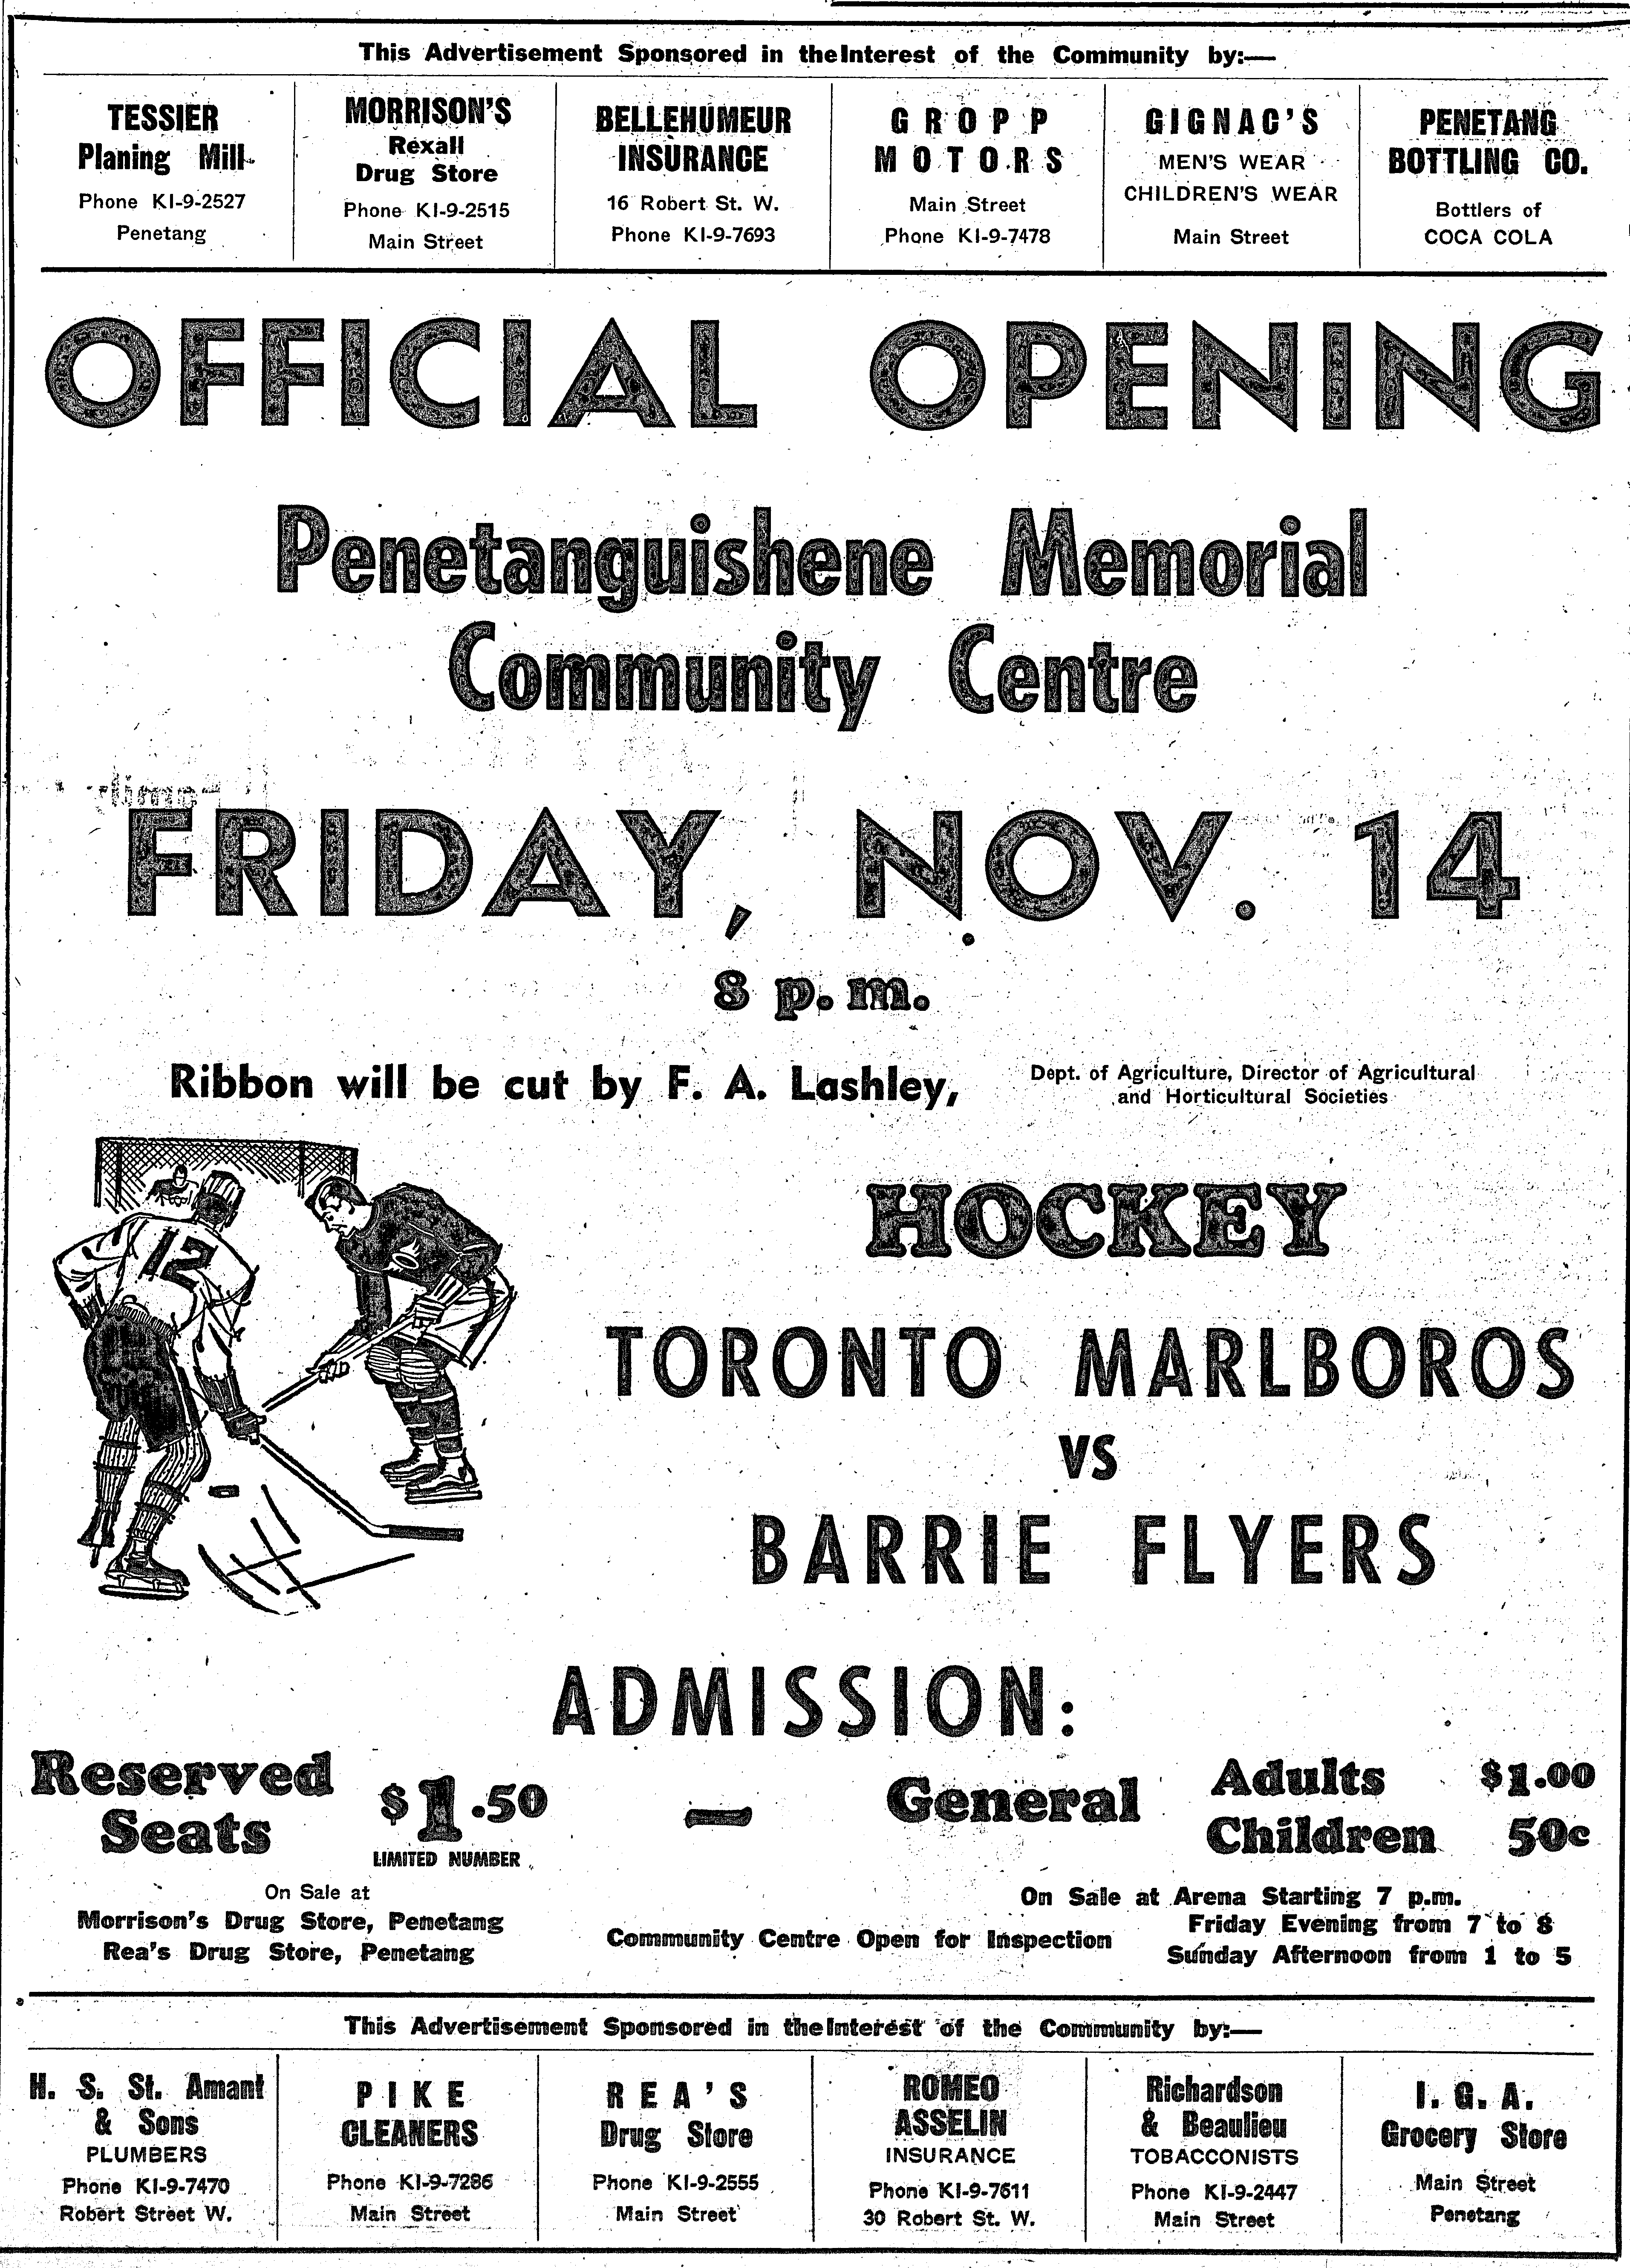 This Advertisement Sponsored in the Interest of the Community by:—
TESSIER
Planing Mill
Phone KI-9-2527
Penetang
MORRISON'S
Rexall
Drug Store
Phone KI-9-2515
Main Street
BELLEHUMEUR
INSURANCE
16 Robert St. W.
Phone KI-9-7693
GROPP
MOTORS
Main Street
Phone KI-9-7478
GIGNAC'S
MEN'S WEAR
CHILDREN'S WEAR
Main Street
PENETANG
BOTTLING CO.
Bottlers of
COCA COLA
OFFICIAL OPENING
Penetanguishene Memorial
Community Centre
FRIDAY, NOV. 14
8 p.m.
Ribbon will be cut by F. A. Lashley,
Dept. of Agriculture, Director of Agricultural
and Horticultural Societies
12
HOCKEY
TORONTO MARLBOROS
VS
BARRIE FLYERS
ADMISSION:
Reserved
Seats
$1.50
LIMITED NUMBER
—
General
Adults $1.00
Children 50c
On Sale at
Morrison's Drug Store, Penetang
Rea's Drug Store, Penetang
On Sale at Arena Starting 7 p.m.
Community Centre Open for Inspection
Friday Evening from 7 to 8
Sunday Afternoon from 1 to 5
This Advertisement Sponsored in the Interest of the Community by:—
H. S. St. Amant
& Sons
PLUMBERS
Phone KI-9-7470
Robert Street W.
PIKE
CLEANERS
Phone KI-9-7286
Main Street
REA'S
Drug Store
Phone KI-9-2555
Main Street
ROMEO
ASSELIN
INSURANCE
Phone KI-9-7611
30 Robert St. W.
Richardson
& Beaulieu
TOBACCONISTS
Phone KI-9-2447
Main Street
I. G. A.
Grocery Store
Main Street
Penetang